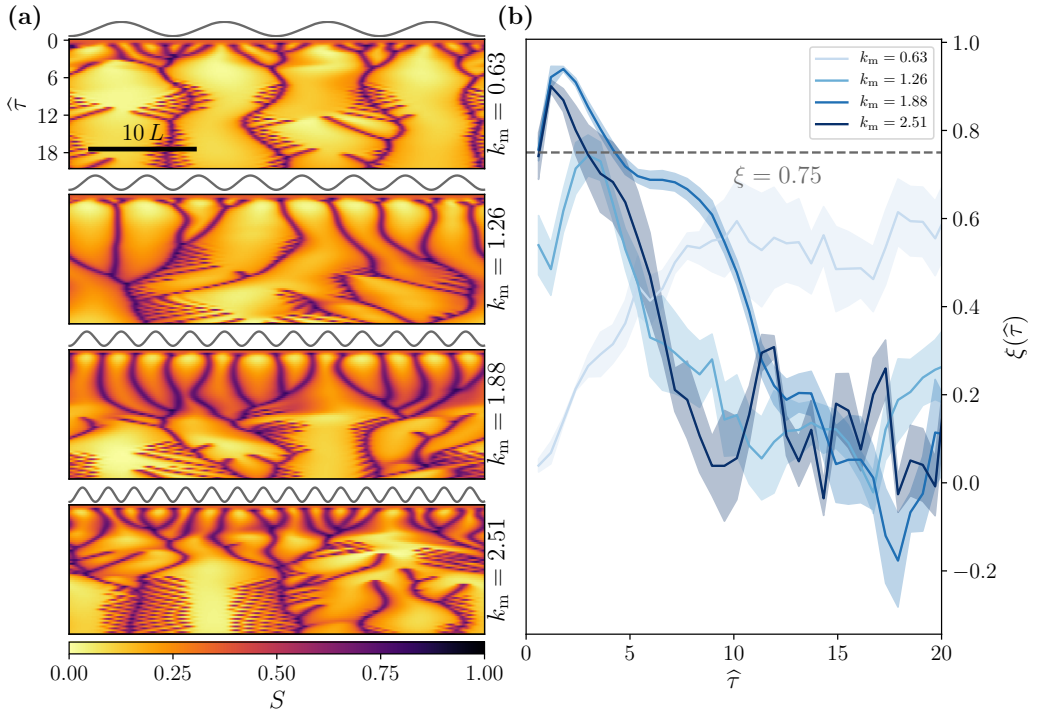 (a)
0
6
12
18
τ̂
10 L
k_m = 0.63
k_m = 1.26
k_m = 1.88
k_m = 2.51
0.00 0.25 0.50 0.75 1.00
S
(b)
k_m = 0.63
k_m = 1.26
k_m = 1.88
k_m = 2.51
ξ = 0.75
1.0
0.8
0.6
0.4
0.2
0.0
−0.2
ξ(τ̂)
0 5 10 15 20
τ̂